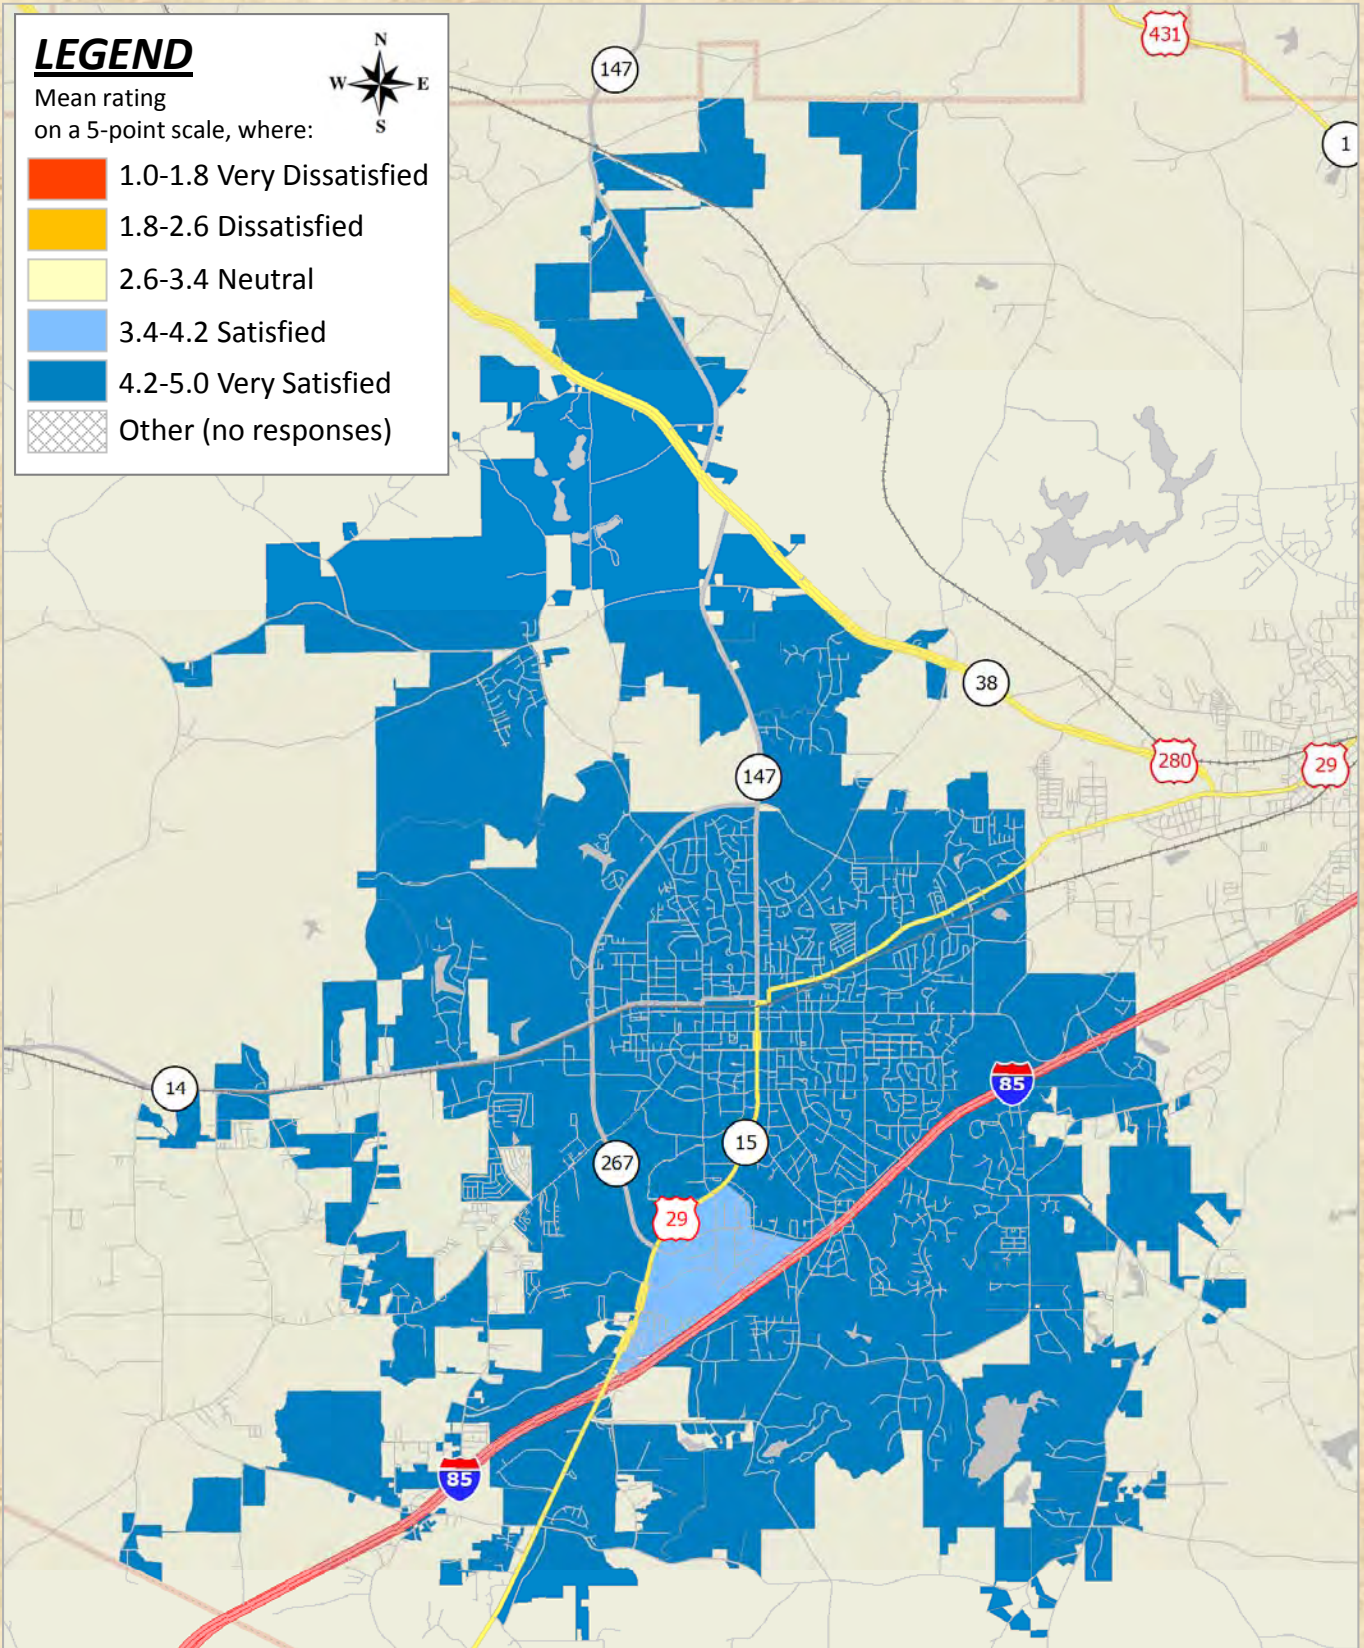 LEGEND
Mean rating
on a 5-point scale, where:
N
W E
S
1.0-1.8 Very Dissatisfied
1.8-2.6 Dissatisfied
2.6-3.4 Neutral
3.4-4.2 Satisfied
4.2-5.0 Very Satisfied
Other (no responses)
147
431
1
38
280
29
147
14
85
15
267
29
85